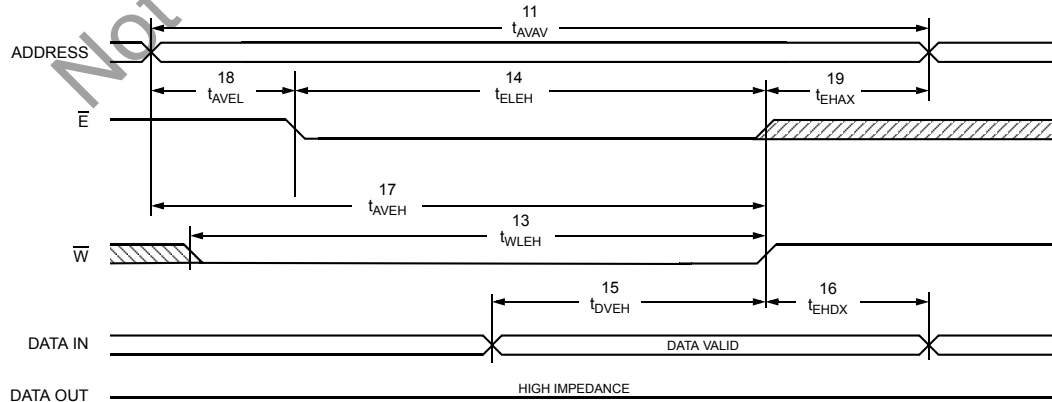 Not
11
tAVAV
ADDRESS
18
tAVEL
14
tELEH
19
tEHAX
E
17
tAVEH
13
tWLEH
W
15
tDVEH
16
tEHDX
DATA IN
DATA VALID
DATA OUT
HIGH IMPEDANCE